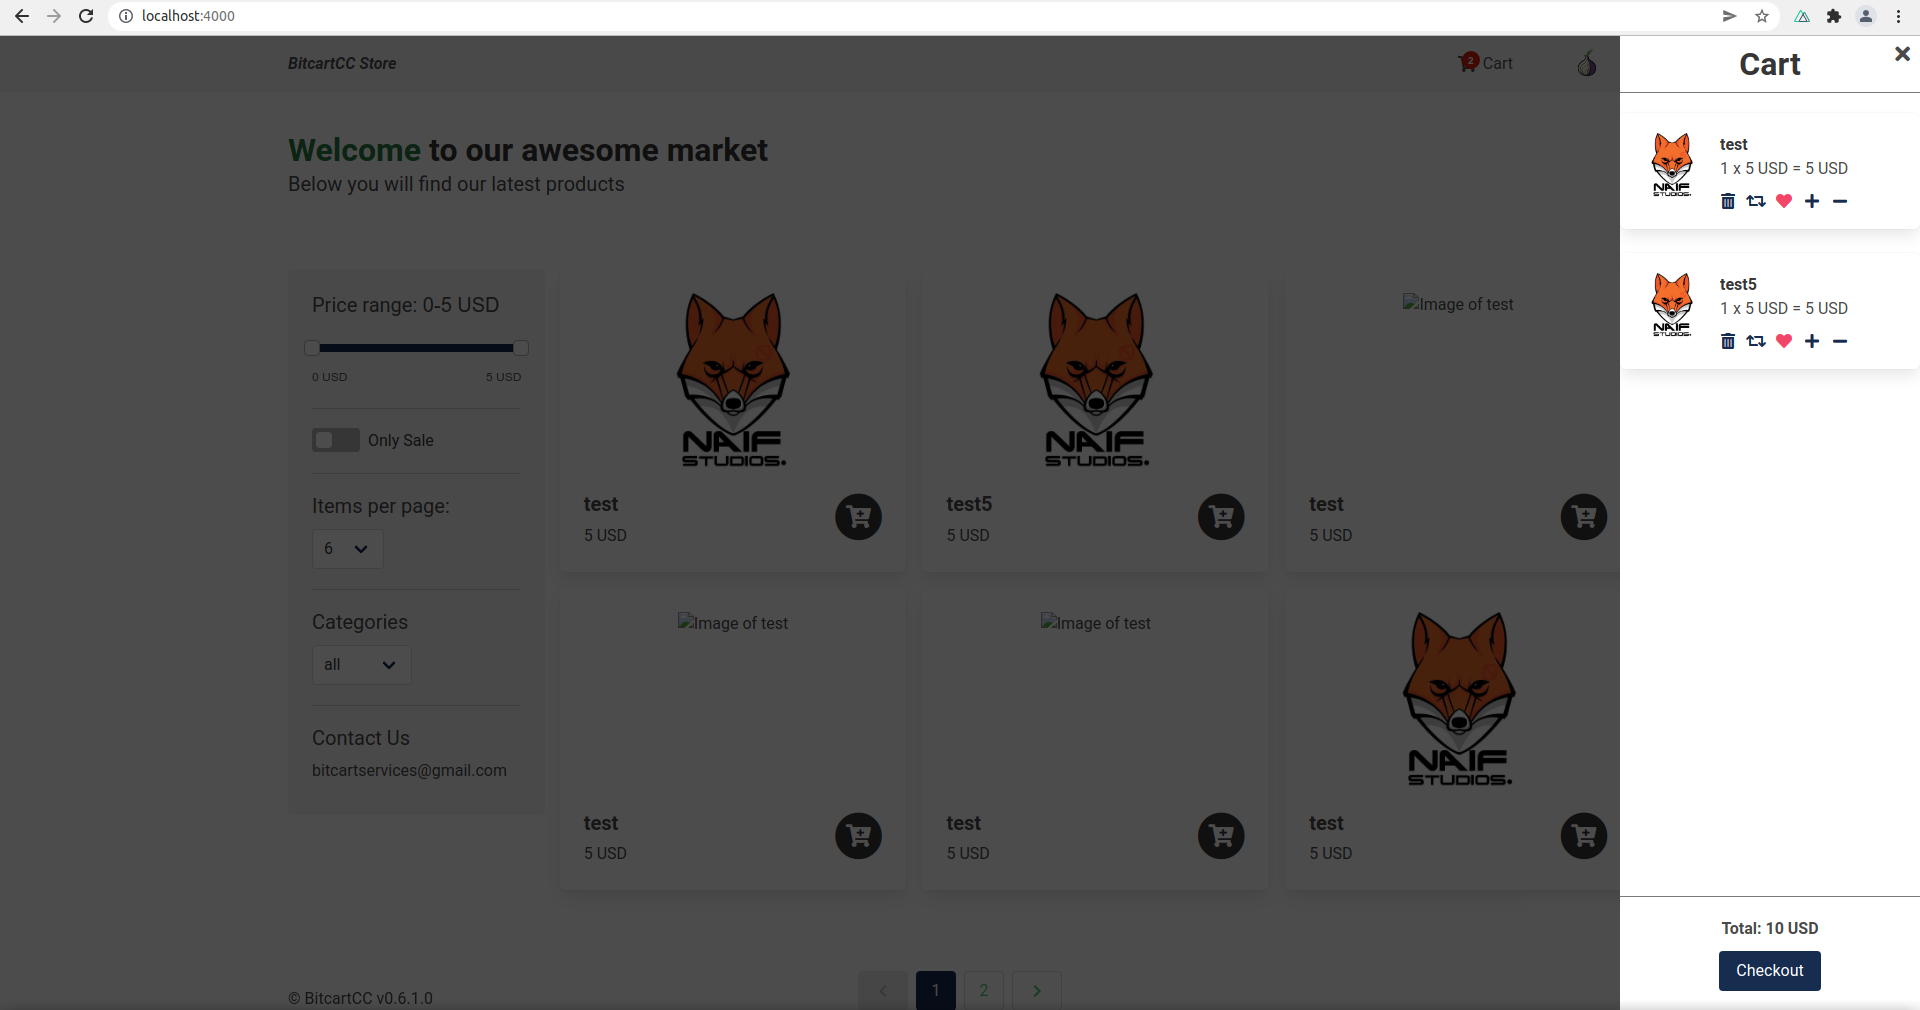 localhost:4000
BitcartCC Store
2
Cart
Welcome to our awesome market
Below you will find our latest products
Price range: 0-5 USD
0 USD
5 USD
Only Sale
Items per page:
6
Categories
all
Contact Us
bitcartservices@gmail.com
NAIF
STUDIOS.
test
5 USD
NAIF
STUDIOS.
test5
5 USD
Image of test
test
5 USD
Image of test
test
5 USD
Image of test
test
5 USD
NAIF
STUDIOS.
test
5 USD
© BitcartCC v0.6.1.0
1
2
Cart
NAIF
STUDIOS.
test
1 x 5 USD = 5 USD
NAIF
STUDIOS.
test5
1 x 5 USD = 5 USD
Total: 10 USD
Checkout